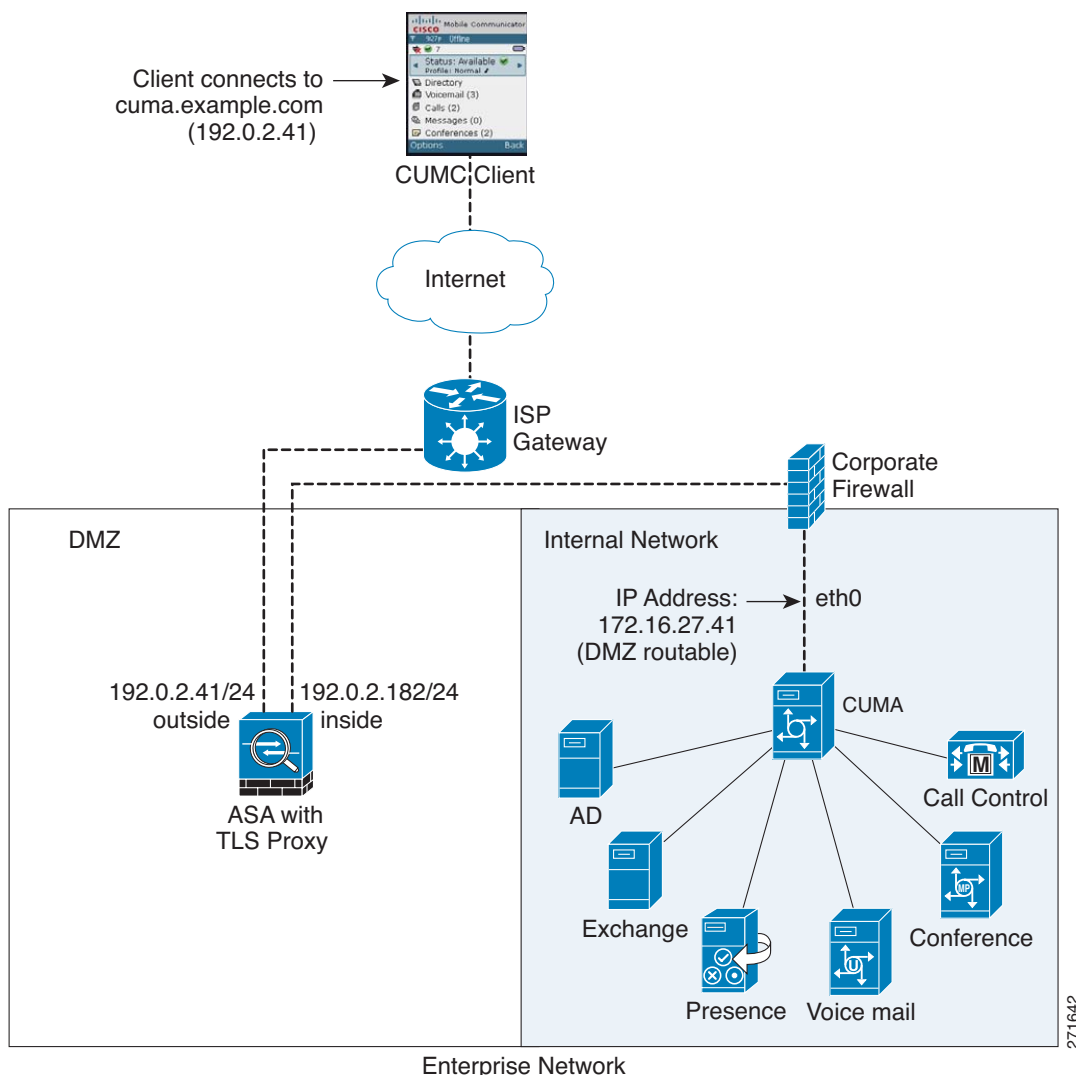 CISCO Mobile Communicator
927p Offline
7
Status: Available
Profile: Normal
Directory
Voicemail (3)
Calls (2)
Messages (0)
Conferences (2)
Options Back
Client connects to
cuma.example.com
(192.0.2.41)
CUMC Client
Internet
ISP
Gateway
Corporate
Firewall
DMZ
Internal Network
IP Address:
172.16.27.41
(DMZ routable)
eth0
192.0.2.41/24
outside
192.0.2.182/24
inside
ASA with
TLS Proxy
CUMA
M
Call Control
AD
MP
Conference
Exchange
Presence
U
Voice mail
271642
Enterprise Network